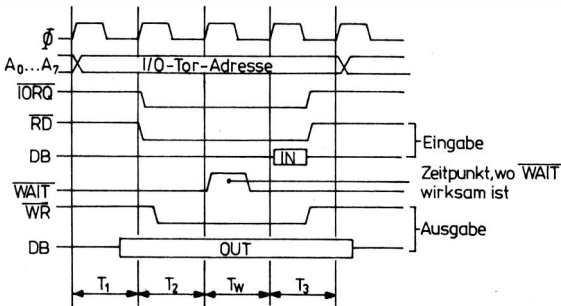 Φ
A₀...A₇ I/O-Tor-Adresse
IORQ
RD
Eingabe
DB IN
Zeitpunkt, wo WAIT
WAIT wirksam ist
WR
Ausgabe
DB OUT
T₁ T₂ Tw T₃